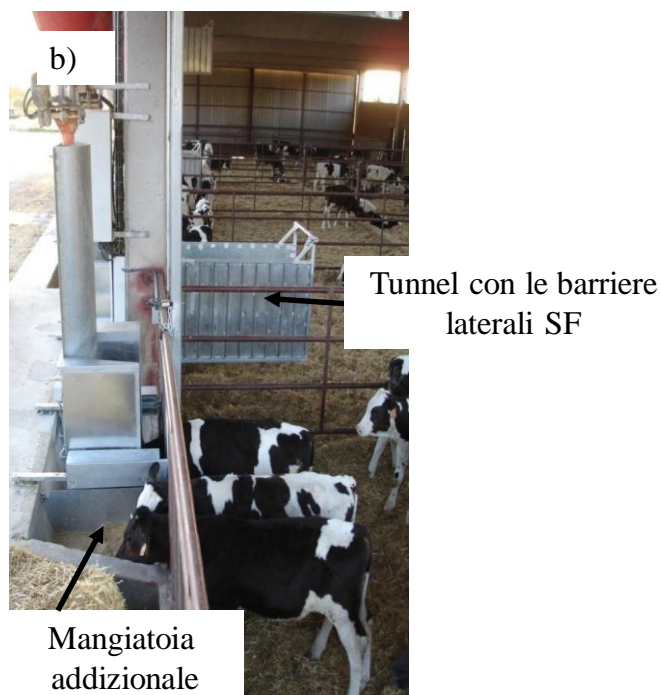 b)
Tunnel con le barriere
laterali SF
Mangiatoia
addizionale